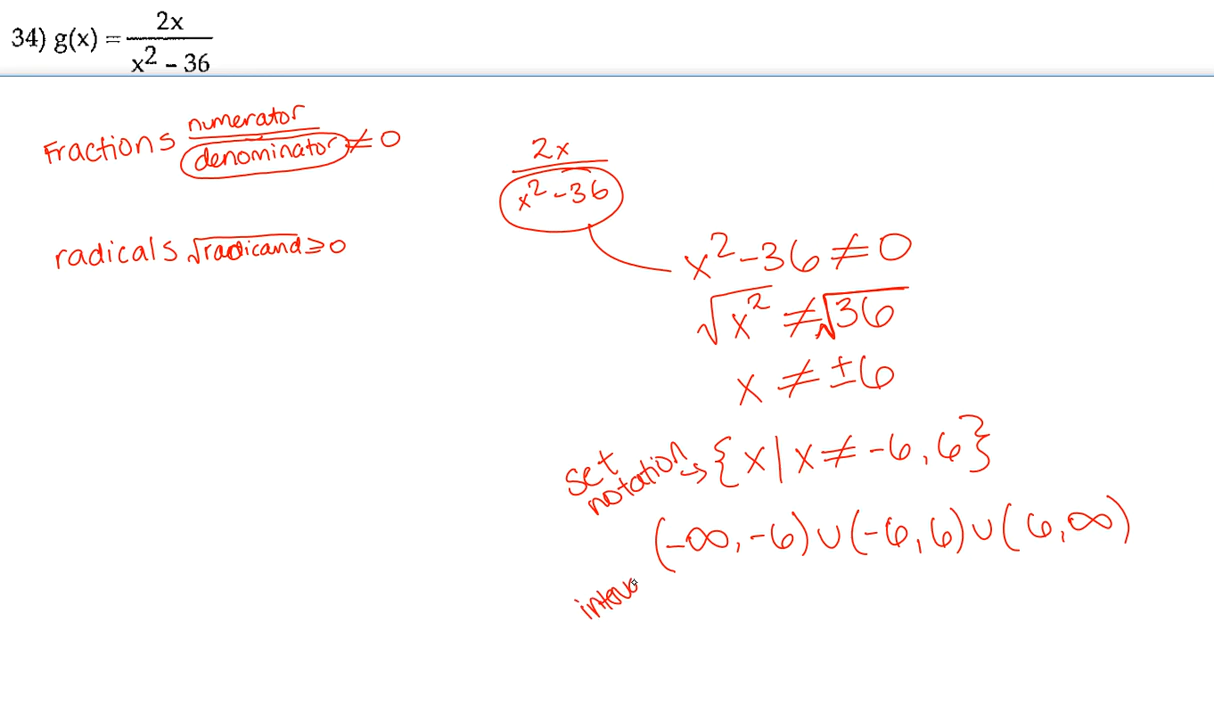 34) g(x) = 2x / x² - 36
Fractions numerator / denominator ≠ 0
radicals √radicand ≥ 0
2x / x² - 36
x² - 36 ≠ 0
√x² ≠ √36
x ≠ ±6
set notation → {x | x ≠ -6, 6}
(-∞, -6) ∪ (-6, 6) ∪ (6, ∞)